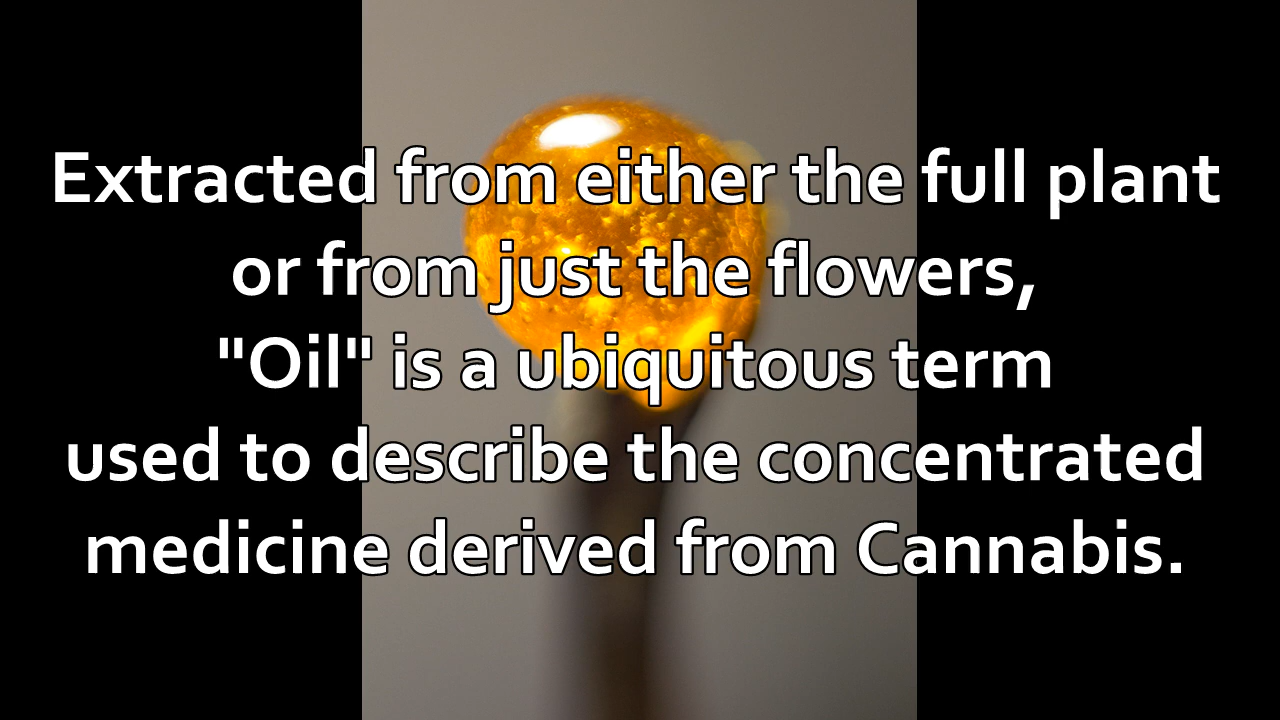 Extracted from either the full plant
or from just the flowers,
"Oil" is a ubiquitous term
used to describe the concentrated
medicine derived from Cannabis.